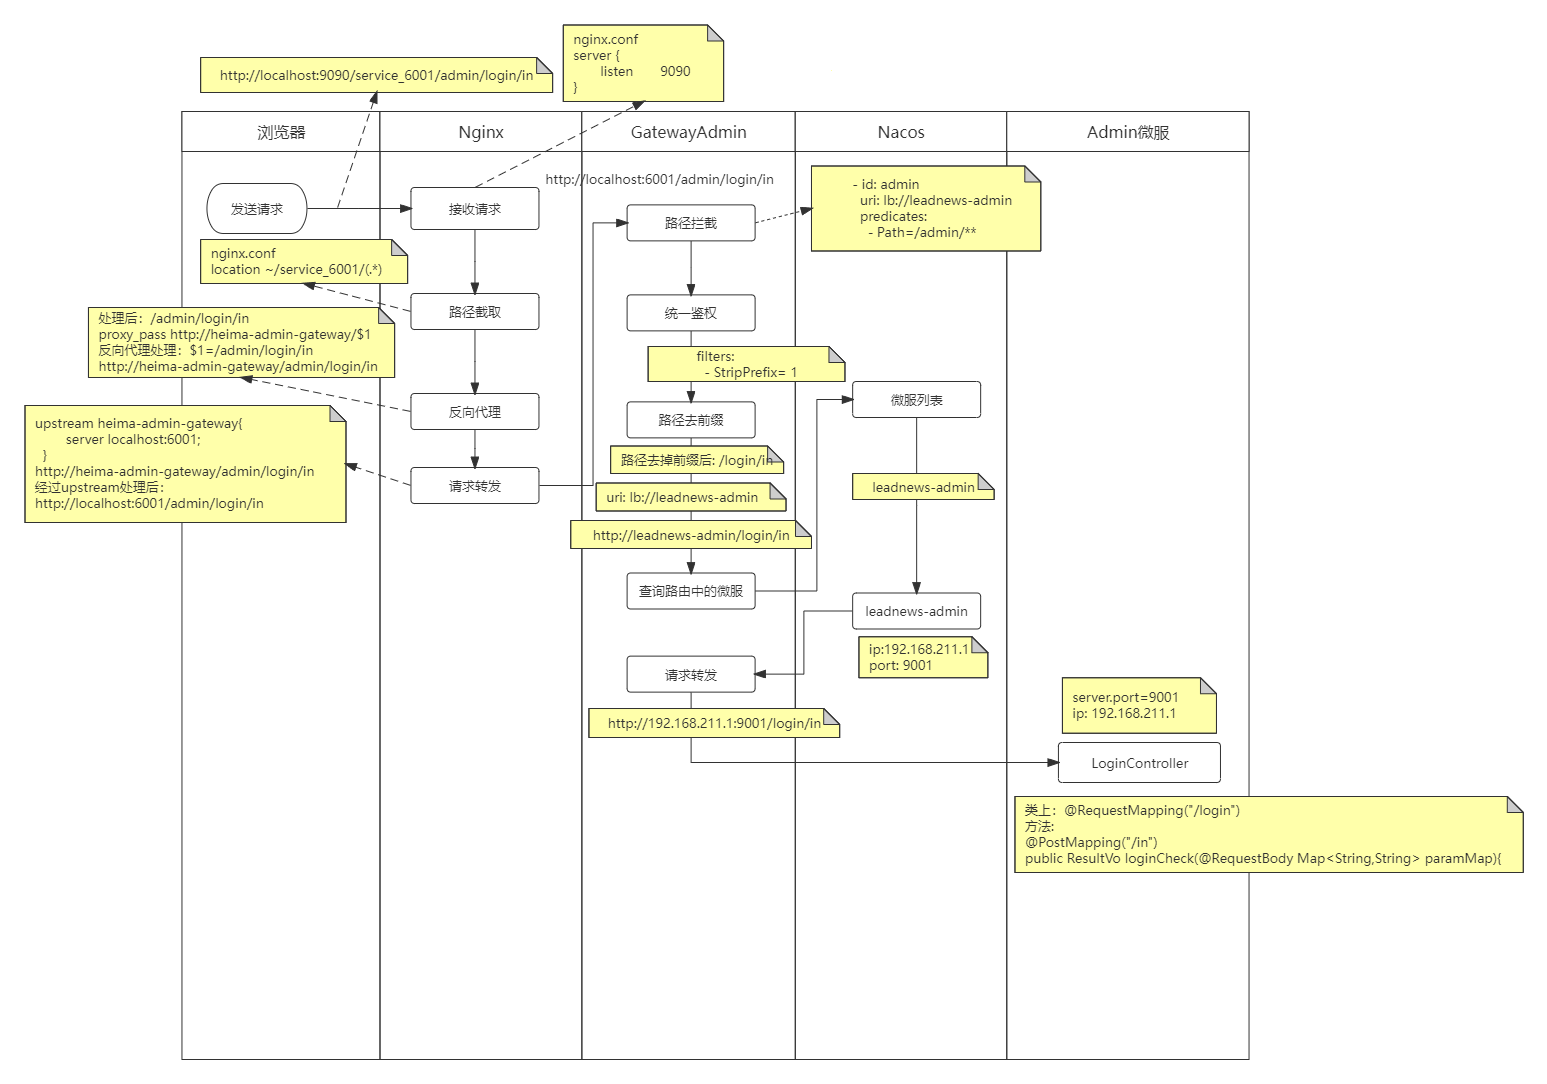 nginx.conf
server {
listen 9090
}
http://localhost:9090/service_6001/admin/login/in
浏览器
Nginx
GatewayAdmin
Nacos
Admin微服
发送请求
接收请求
http://localhost:6001/admin/login/in
路径拦截
- id: admin
uri: lb://leadnews-admin
predicates:
- Path=/admin/**
nginx.conf
location ~/service_6001/(.*)
路径截取
统一鉴权
处理后：/admin/login/in
proxy_pass http://heima-admin-gateway/$1
反向代理处理：$1=/admin/login/in
http://heima-admin-gateway/admin/login/in
filters:
- StripPrefix= 1
反向代理
路径去前缀
微服列表
upstream heima-admin-gateway{
server localhost:6001;
}
http://heima-admin-gateway/admin/login/in
经过upstream处理后：
http://localhost:6001/admin/login/in
请求转发
路径去掉前缀后: /login/in
uri: lb://leadnews-admin
leadnews-admin
http://leadnews-admin/login/in
查询路由中的微服
leadnews-admin
ip:192.168.211.1
port: 9001
请求转发
http://192.168.211.1:9001/login/in
server.port=9001
ip: 192.168.211.1
LoginController
类上：@RequestMapping("/login")
方法:
@PostMapping("/in")
public ResultVo loginCheck(@RequestBody Map<String,String> paramMap){